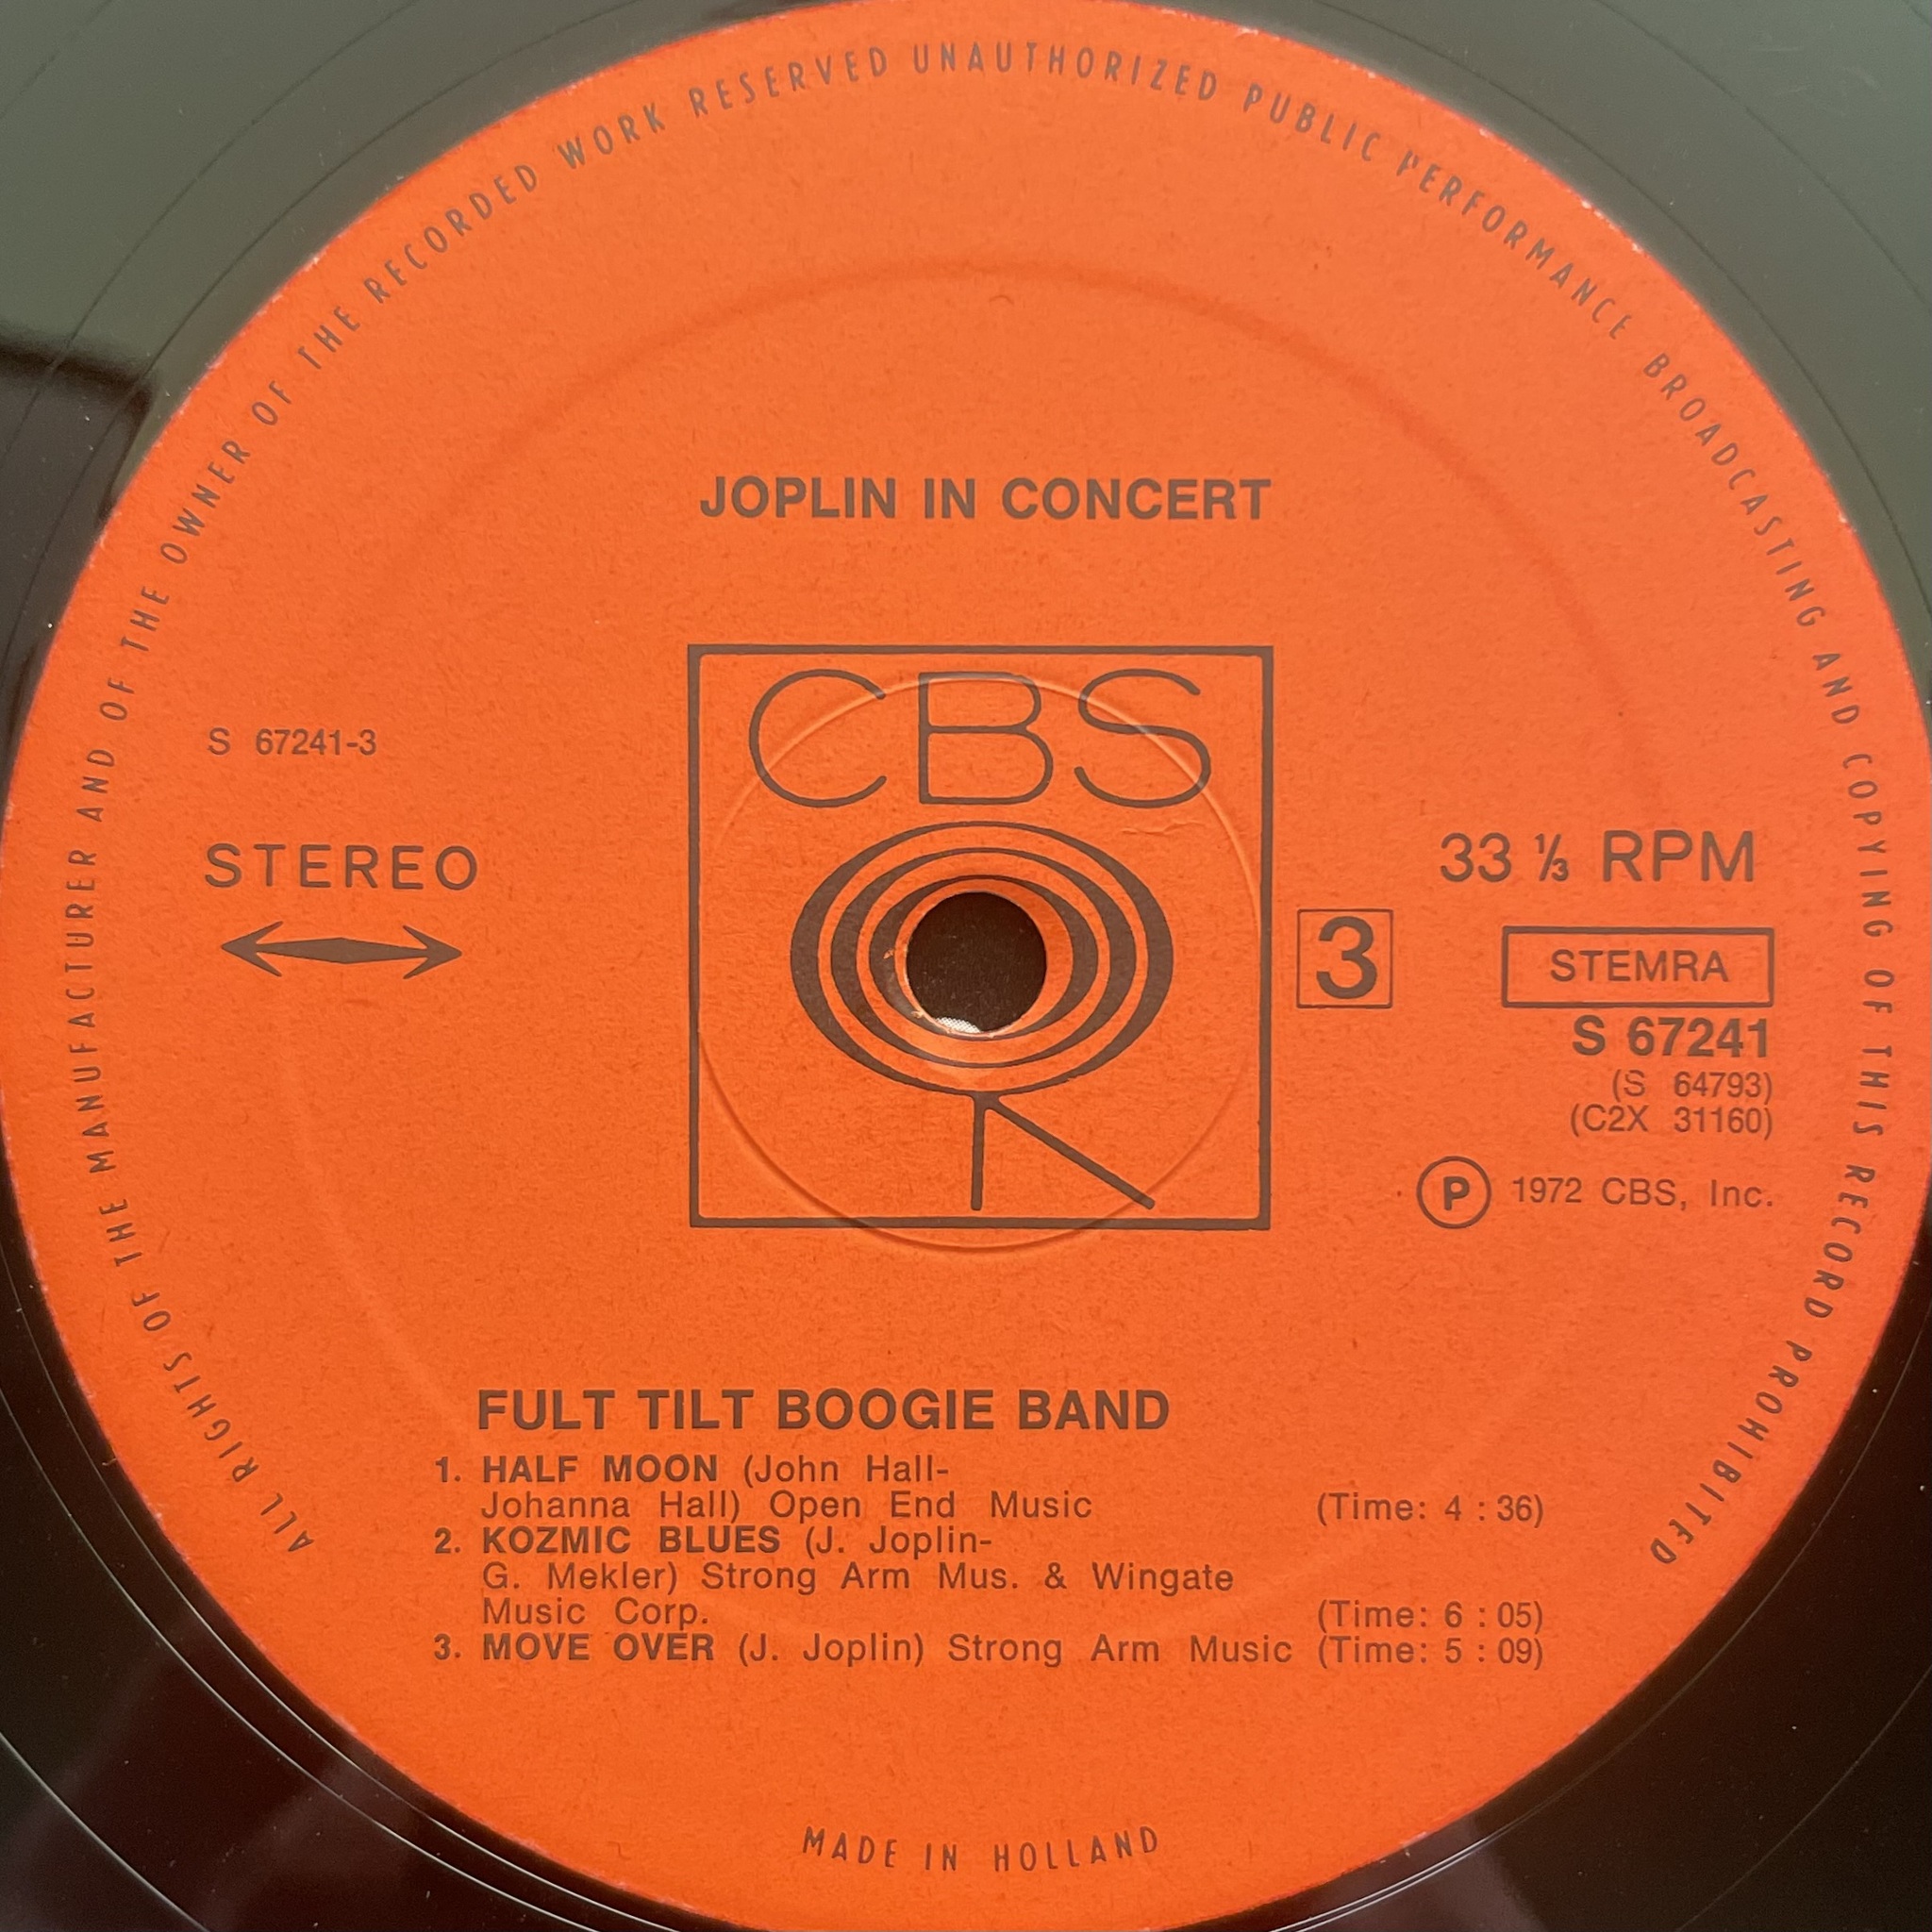 ALL RIGHTS OF THE MANUFACTURER AND OF THE OWNER OF THE RECORDED WORK RESERVED UNAUTHORIZED PUBLIC PERFORMANCE BROADCASTING AND COPYING OF THIS RECORD PROHIBITED
JOPLIN IN CONCERT
CBS
S 67241-3
STEREO
33 ⅓ RPM
3
STEMRA
S 67241
(S 64793)
(C2X 31160)
Ⓟ 1972 CBS, Inc.
FULT TILT BOOGIE BAND
1. HALF MOON (John Hall-
Johanna Hall) Open End Music (Time: 4 : 36)
2. KOZMIC BLUES (J. Joplin-
G. Mekler) Strong Arm Mus. & Wingate
Music Corp. (Time: 6 : 05)
3. MOVE OVER (J. Joplin) Strong Arm Music (Time: 5 : 09)
MADE IN HOLLAND